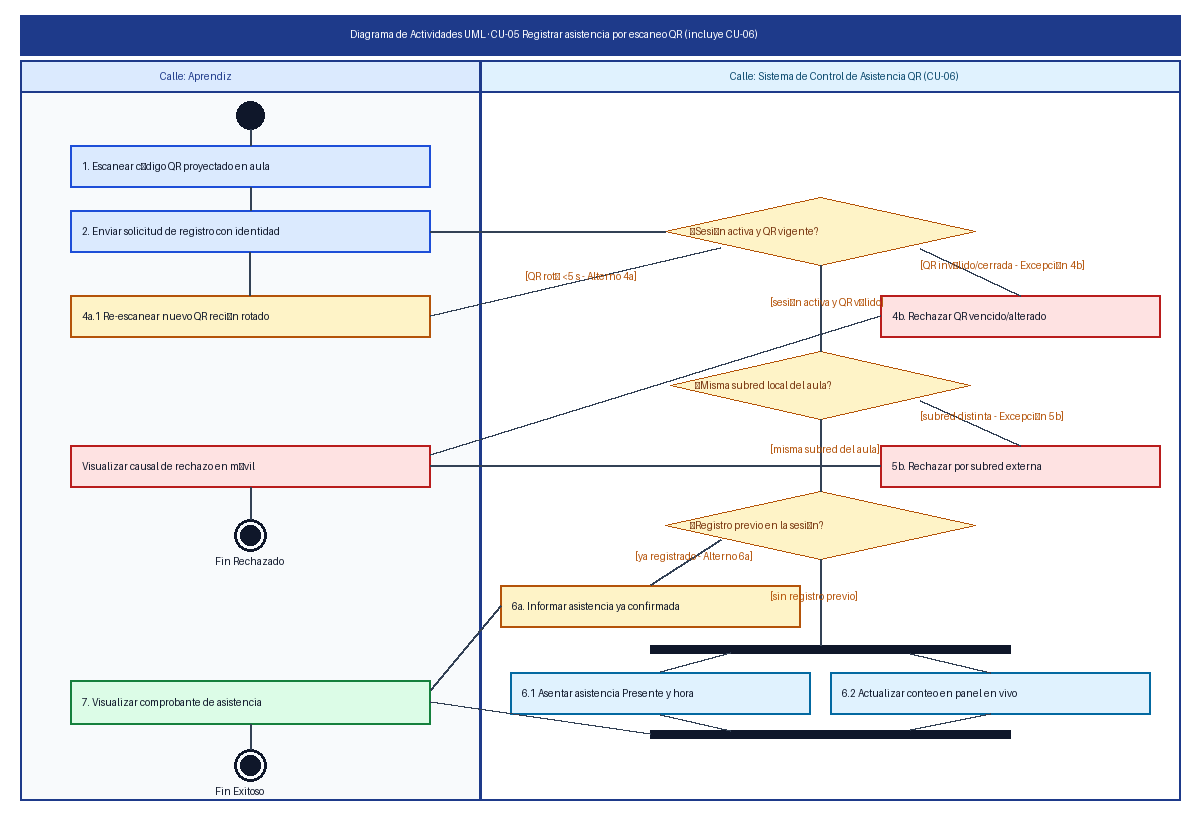 Diagrama de Actividades UML · CU-05 Registrar asistencia por escaneo QR (incluye CU-06)
Calle: Aprendiz
Calle: Sistema de Control de Asistencia QR (CU-06)
1. Escanear c□digo QR proyectado en aula
2. Enviar solicitud de registro con identidad
□Sesi□n activa y QR vigente?
[QR rot□ <5 s - Alterno 4a]
[QR inv□lido/cerrada - Excepci□n 4b]
[sesi□n activa y QR v□lido]
4a.1 Re-escanear nuevo QR reci□n rotado
4b. Rechazar QR vencido/alterado
□Misma subred local del aula?
[subred distinta - Excepci□n 5b]
[misma subred del aula]
Visualizar causal de rechazo en m□vil
5b. Rechazar por subred externa
□Registro previo en la sesi□n?
Fin Rechazado
[ya registrado - Alterno 6a]
[sin registro previo]
6a. Informar asistencia ya confirmada
6.1 Asentar asistencia Presente y hora
6.2 Actualizar conteo en panel en vivo
7. Visualizar comprobante de asistencia
Fin Exitoso